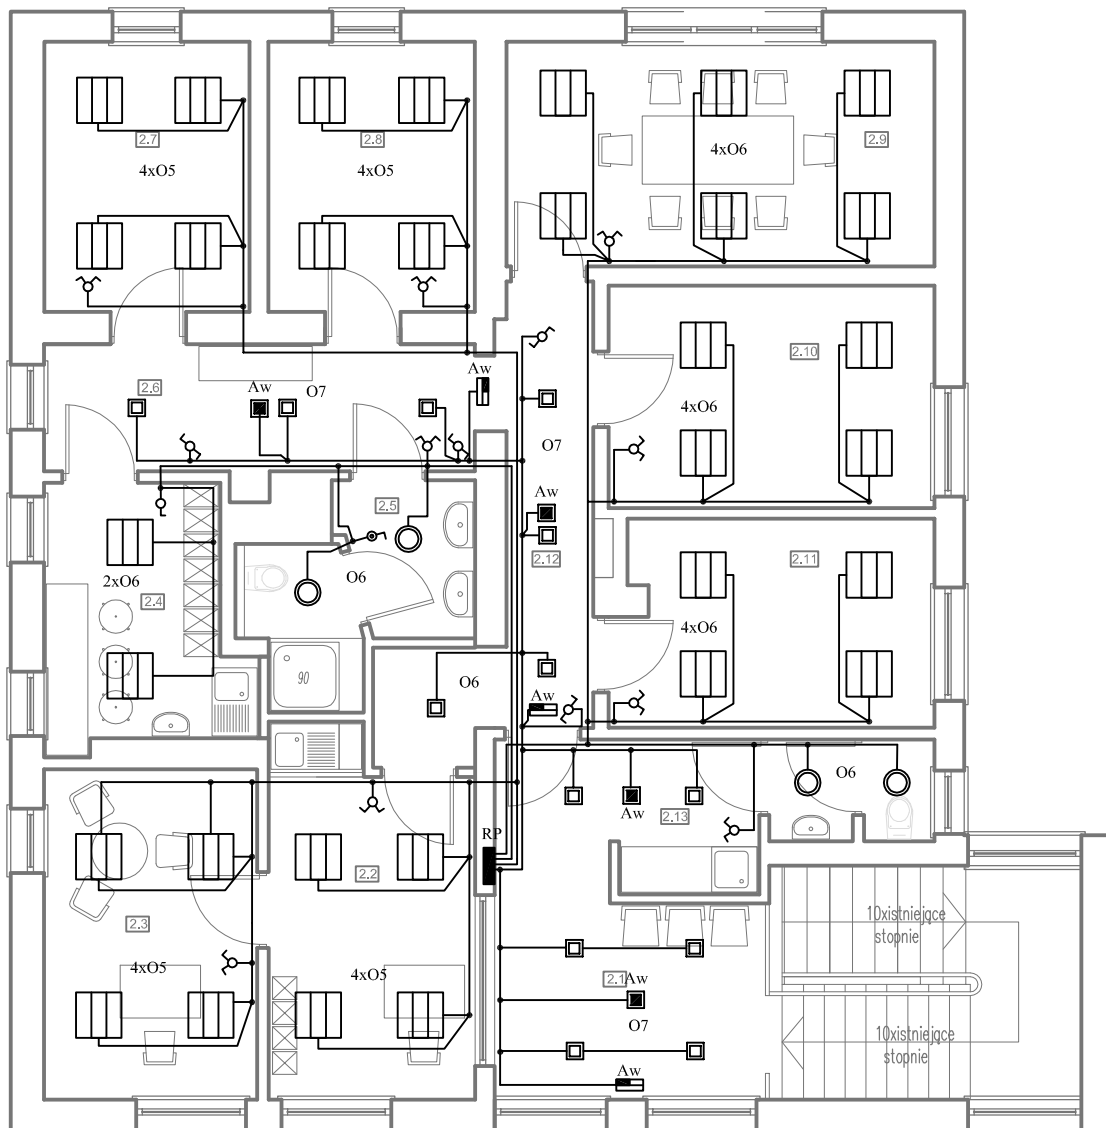 2.7
4xO5
2.8
4xO5
4xO6
2.9
2.10
4xO6
2.6
Aw
O7
Aw
O7
Aw
2.5
2.12
O6
2.11
4xO6
2xO6
2.4
90
O6
Aw
O6
Aw
2.13
RP
2.2
2.3
4xO5
4xO5
10xistniejące
stopnie
2.1
Aw
O7
10xistniejące
stopnie
Aw